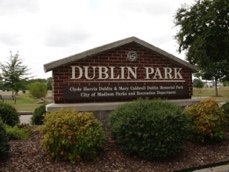 DUBLIN PARK
Clyde Harris Dublin & Mary Caldwell Dublin Memorial Park
City of Madison Parks and Recreation Department